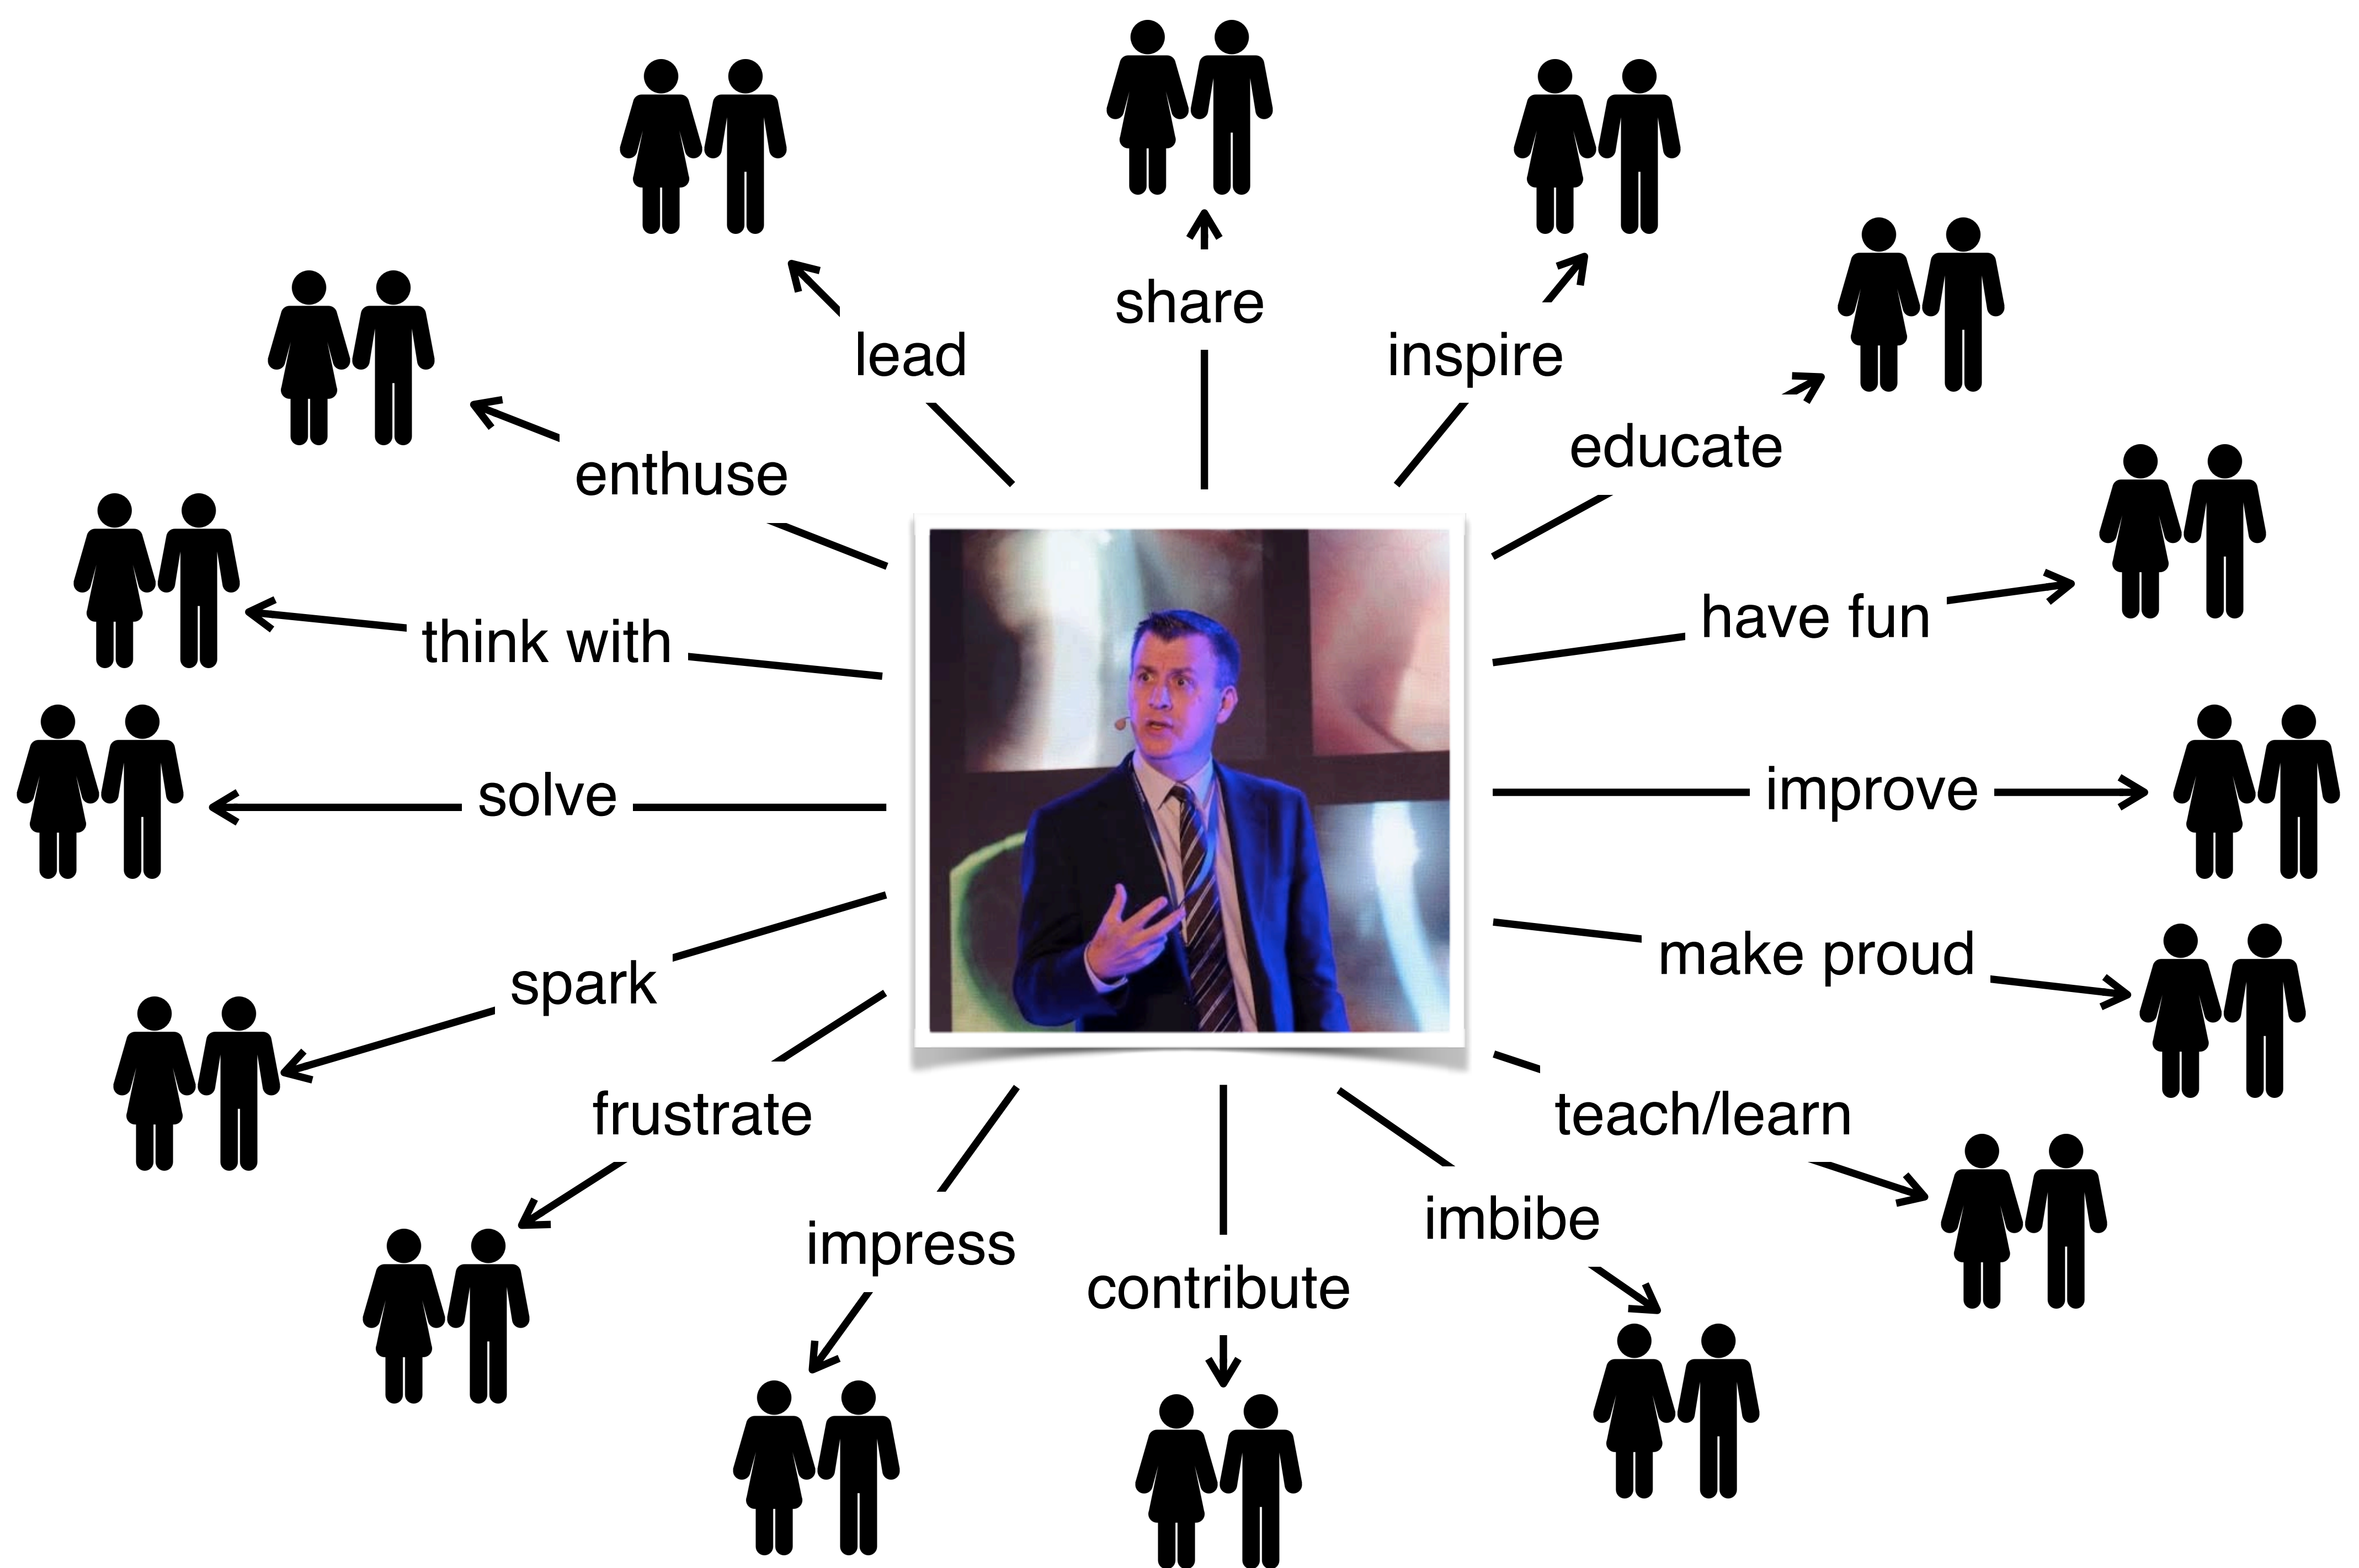 share
lead
inspire
educate
enthuse
have fun
think with
improve
solve
make proud
spark
teach/learn
frustrate
imbibe
impress
contribute